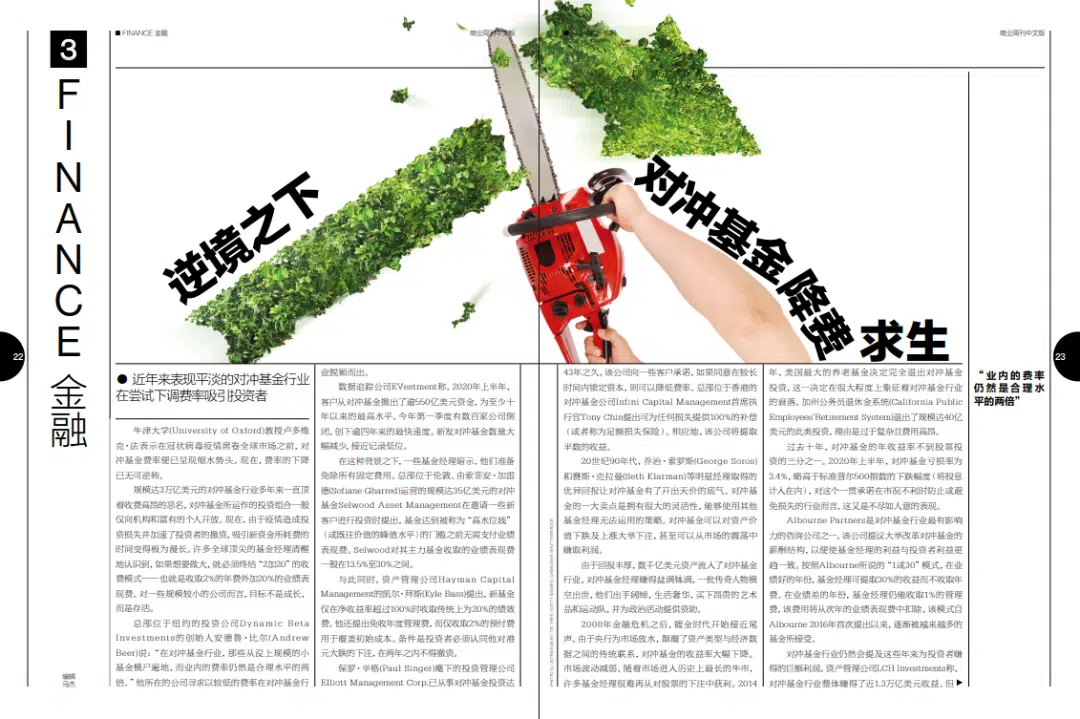 3
FINANCE 金融
■ FINANCE 金融
商业周刊中文版
商业周刊中文版
逆境之下
对冲基金降费求生
22
23
● 近年来表现平淡的对冲基金行业
在尝试下调费率吸引投资者
牛津大学(University of Oxford)教授卢多维
克·法表示在冠状病毒疫情席卷全球市场之前，对
冲基金费率便已呈现缩水势头。现在，费率的下降
已无可逆转。
规模达3万亿美元的对冲基金行业多年来一直顶
着收费高昂的恶名，对冲基金所运作的投资组合一般
仅向机构和富有的个人开放。现在，由于疫情造成投
资损失并加速了投资者的撤资，吸引新资金所耗费的
时间变得极为漫长，许多全球顶尖的基金经理清醒
地认识到，如果想要做大，就必须终结“2加20”的收
费模式——也就是收取2%的年费外加20%的业绩表
现费。对一些规模较小的公司而言，目标不是成长，
而是存活。
总部位于纽约的投资公司Dynamic Beta
Investments的创始人安德鲁·比尔(Andrew
Beer)说：“在对冲基金行业，那些从没上规模的小
基金横尸遍地，而业内的费率仍然是合理水平的两
倍。”他所在的公司寻求以较低的费率在对冲基金行
业脱颖而出。
数据追踪公司EVestment称，2020年上半年，
客户从对冲基金撤出了逾550亿美元资金，为至少十
年以来的最高水平。今年第一季度有数百家公司倒
闭，创下逾四年来的最快速度。新发对冲基金数量大
幅减少，接近记录低位。
在这种背景之下，一些基金经理暗示，他们准备
免除所有固定费用。总部位于伦敦、由索菲安·加雷
德(Sofiane Gharred)运营的规模达35亿美元的对冲
基金Selwood Asset Management在邀请一些新
客户进行投资时提出，基金达到被称为“高水位线”
（或既往价值的峰值水平）的门槛之前无需支付业绩
表现费。Selwood对其主力基金收取的业绩表现费
一般在13.5%至30%之间。
与此同时，资产管理公司Hayman Capital
Management的凯尔·拜斯(Kyle Bass)提出，新基金
仅在净收益率超过100%时收取传统上为20%的绩效
费。他还提出免收年度管理费，而仅收取2%的预付费
用于覆盖初始成本，条件是投资者必须认同他对港
元大跌的下注，在两年之内不得撤资。
保罗·辛格(Paul Singer)麾下的投资管理公司
Elliott Management Corp.已从事对冲基金投资达
43年之久，该公司向一些客户承诺，如果同意在较长
时间内锁定资本，则可以降低费率。总部位于香港的
对冲基金公司Infini Capital Management首席执
行官Tony Chin提出可为任何损失提供100%的补偿
（或者称为足额损失保险）。相应地，该公司将提取
半数的收益。
20世纪90年代，乔治·索罗斯(George Soros)
和赛斯·克拉曼(Seth Klarman)等明星经理取得的
优异回报让对冲基金有了开出天价的底气。对冲基
金的一大卖点是拥有很大的灵活性，能够使用其他
基金经理无法运用的策略。对冲基金可以对资产价
值下跌及上涨大举下注，甚至可以从市场的震荡中
赚取利润。
由于回报丰厚，数千亿美元资产流入了对冲基金
行业。对冲基金经理赚得盆满钵满，一批传奇人物横
空出世，他们出手阔绰，生活奢华，买下昂贵的艺术
品和运动队，并为政治活动提供资助。
2008年金融危机之后，镀金时代开始接近尾
声。由于央行为市场放水，颠覆了资产类型与经济数
据之间的传统联系，对冲基金的收益率大幅下降。
市场波动减弱，随着市场进入历史上最长的牛市，
许多基金经理很难再从对股票的下注中获利。2014
年，美国最大的养老基金决定完全退出对冲基金
投资，这一决定在很大程度上象征着对冲基金行业
的衰落。加州公务员退休金系统(California Public
Employees'Retirement System)退出了规模达40亿
美元的此类投资，理由是过于复杂且费用高昂。
过去十年，对冲基金的年收益率不到股票投
资的三分之一。2020年上半年，对冲基金亏损率为
3.4%，略高于标准普尔500指数的下跌幅度（将股息
计入在内）。对这个一贯承诺在市况不利时防止或避
免损失的行业而言，这又是不尽如人意的表现。
Albourne Partners是对冲基金行业最有影响
力的咨询公司之一，该公司提议大举改革对冲基金的
薪酬结构，以便使基金经理的利益与投资者利益更
趋一致。按照Albourne所说的“1或30”模式，在业
绩好的年份，基金经理可提取30%的收益而不收取年
费。在业绩差的年份，基金经理仍能收取1%的管理
费，该费用将从次年的业绩表现费中扣除。该模式自
Albourne 2016年首次提出以来，逐渐被越来越多的
基金所接受。
对冲基金行业仍然会提及这些年来为投资者赚
得的巨额利润。资产管理公司LCH Investments称，
对冲基金行业整体赚得了近1.3万亿美元收益，但 ▶
“业内的费率
仍然是合理水
平的两倍”
编辑
马杰